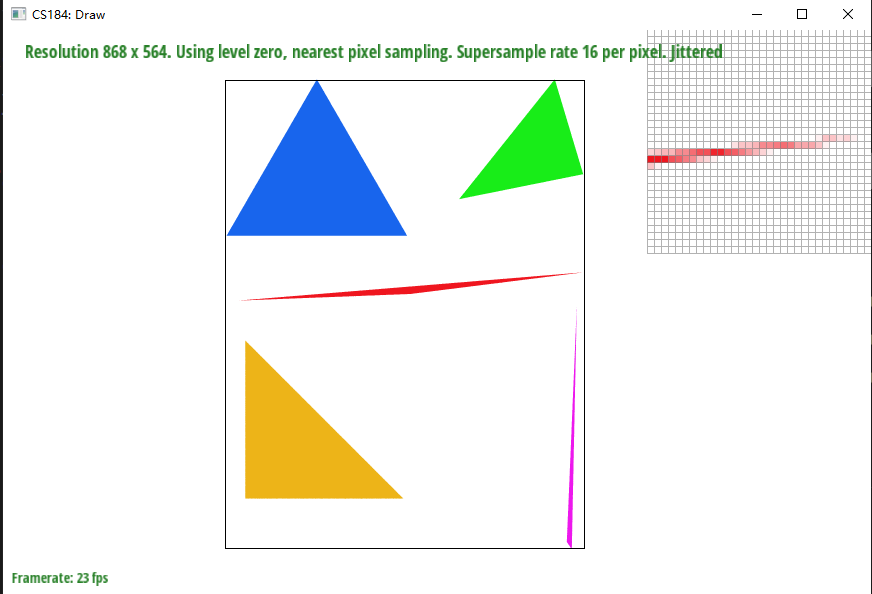 CS184: Draw
Resolution 868 x 564. Using level zero, nearest pixel sampling. Supersample rate 16 per pixel. Jittered
Framerate: 23 fps